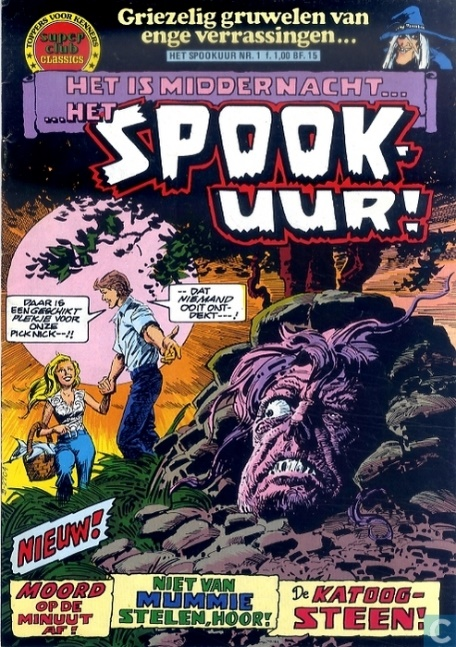 TOPPERS VOOR KENNERS
super
club
CLASSICS
Griezelig gruwelen van
enge verrassingen...
HET SPOOKUUR NR. 1 f. 1,00 BF. 15
HET IS MIDDERNACHT...
...HET
SPOOK-
UUR!
DAAR IS
EEN GESCHIKT
PLEKJE VOOR
ONZE
PICKNICK--!!
-- DAT
NIEMAND
OOIT ONT-
DEKT---!
NIEUW!
MOORD
OP DE
MINUUT
AF!
NIET VAN
MUMMIE
STELEN, HOOR!
De KATOOG-
STEEN!
C